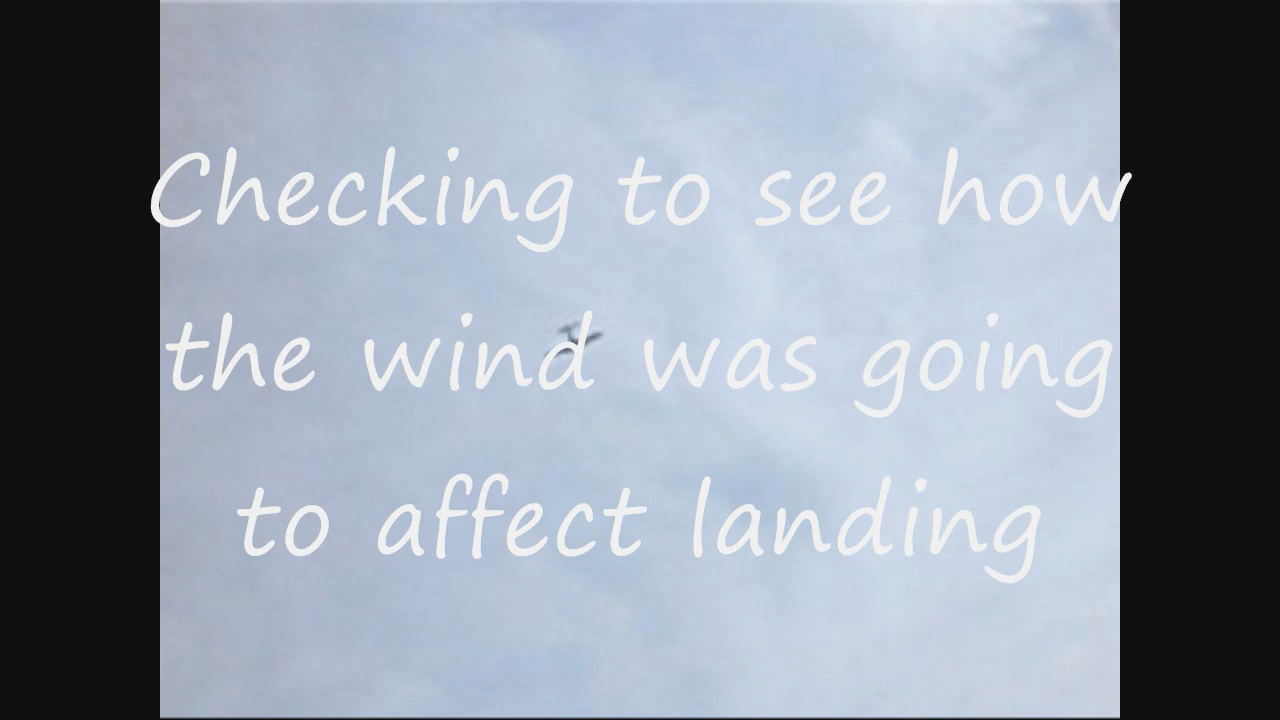 Checking to see how
the wind was going
to affect landing